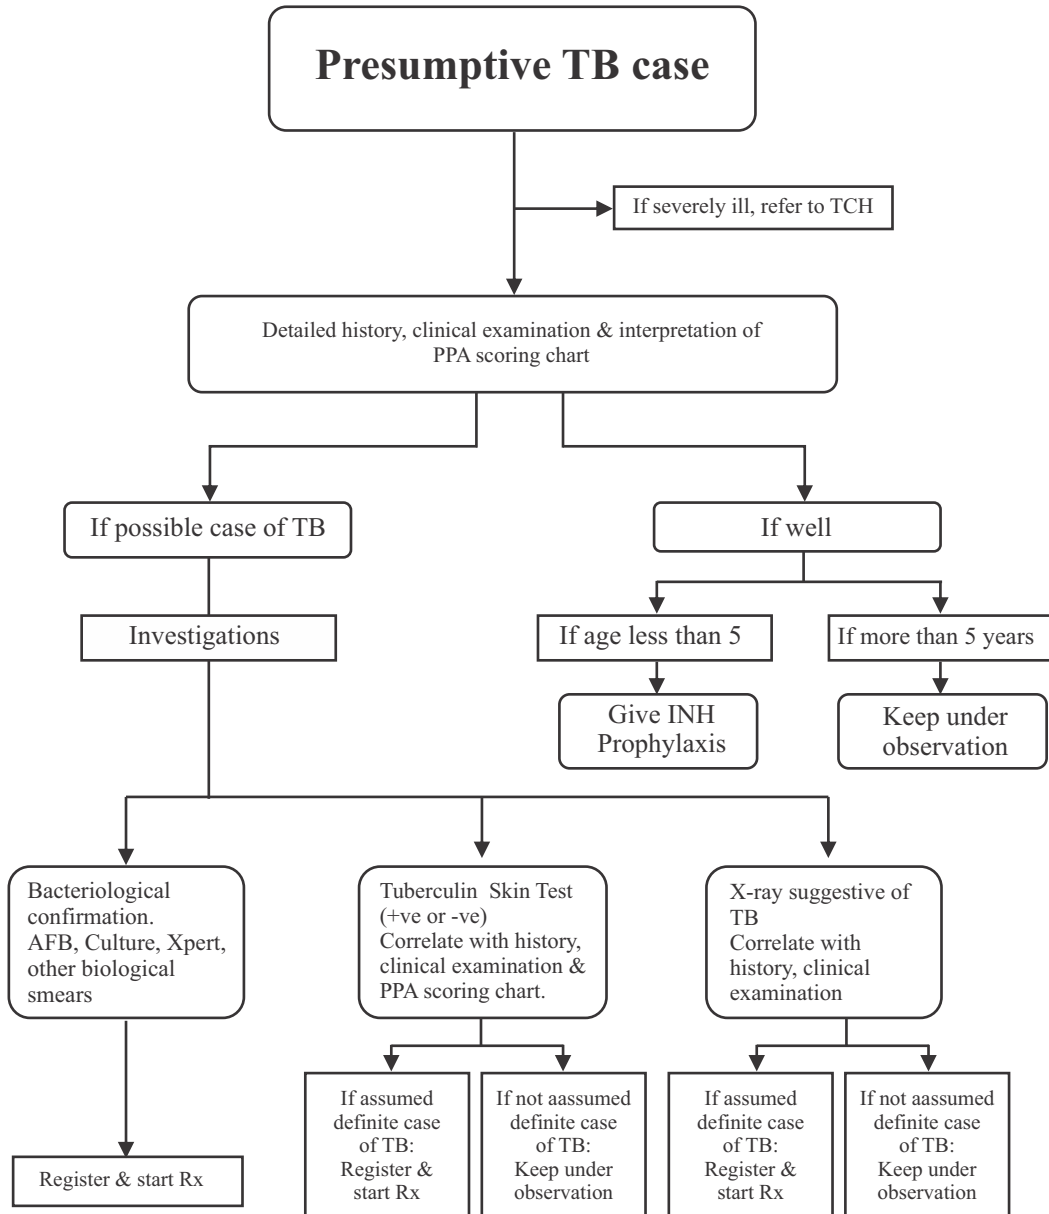 Presumptive TB case
If severely ill, refer to TCH
Detailed history, clinical examination & interpretation of
PPA scoring chart
If possible case of TB
If well
Investigations
If age less than 5
If more than 5 years
Give INH
Prophylaxis
Keep under
observation
Bacteriological
confirmation.
AFB, Culture, Xpert,
other biological
smears
Tuberculin Skin Test
(+ve or -ve)
Correlate with history,
clinical examination &
PPA scoring chart.
X-ray suggestive of
TB
Correlate with
history, clinical
examination
Register & start Rx
If assumed
definite case
of TB:
Register &
start Rx
If not aassumed
definite case
of TB:
Keep under
observation
If assumed
definite case
of TB:
Register &
start Rx
If not aassumed
definite case
of TB:
Keep under
observation